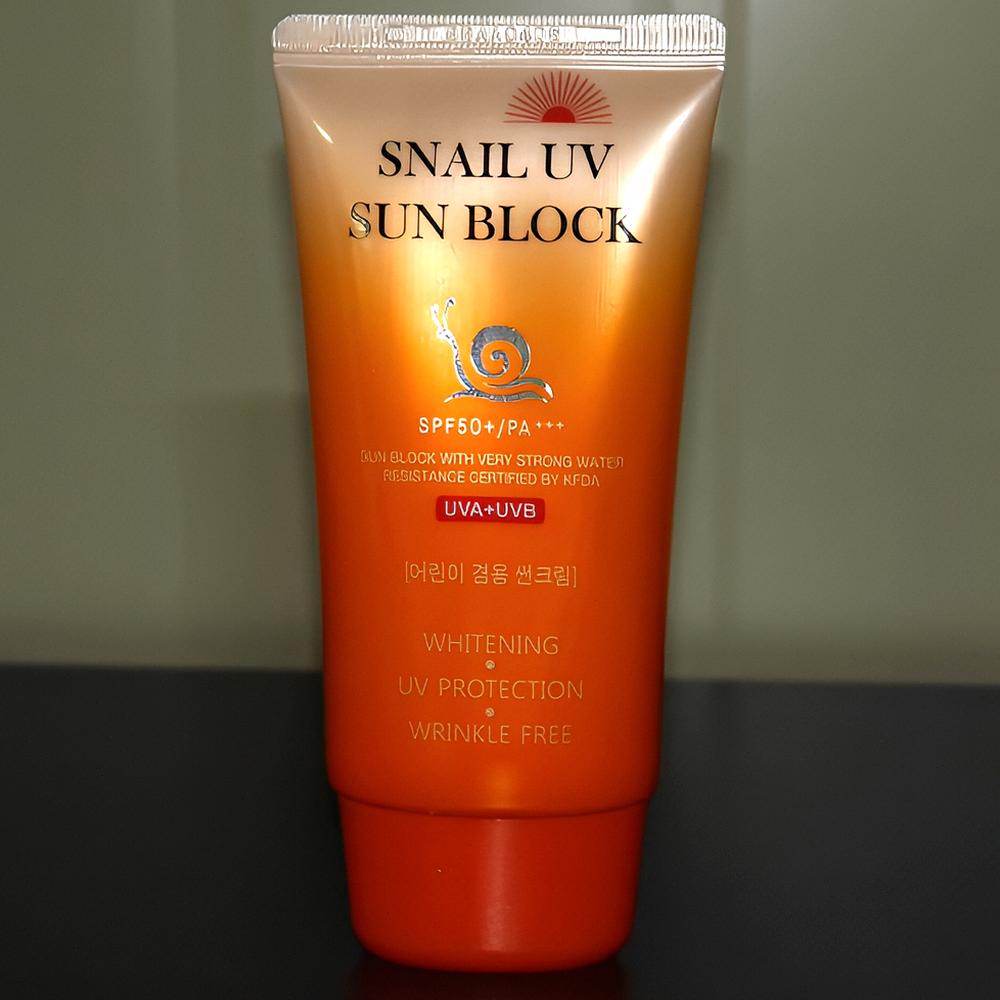 SNAIL UV
SUN BLOCK
SPF50+/PA+++
SUN BLOCK WITH VERY STRONG WATER
RESISTANCE CERTIFIED BY KFDA
UVA+UVB
[어린이 겸용 썬크림]
WHITENING
UV PROTECTION
WRINKLE FREE